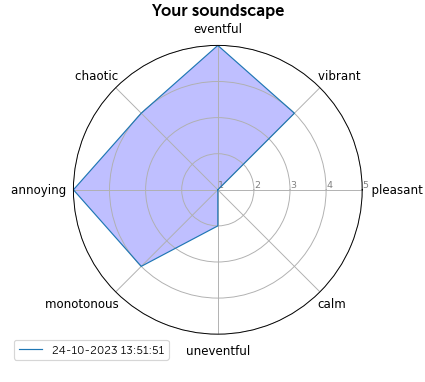 Your soundscape
eventful
chaotic
vibrant
annoying
1
2
3
4
5
pleasant
monotonous
calm
24-10-2023 13:51:51
uneventful